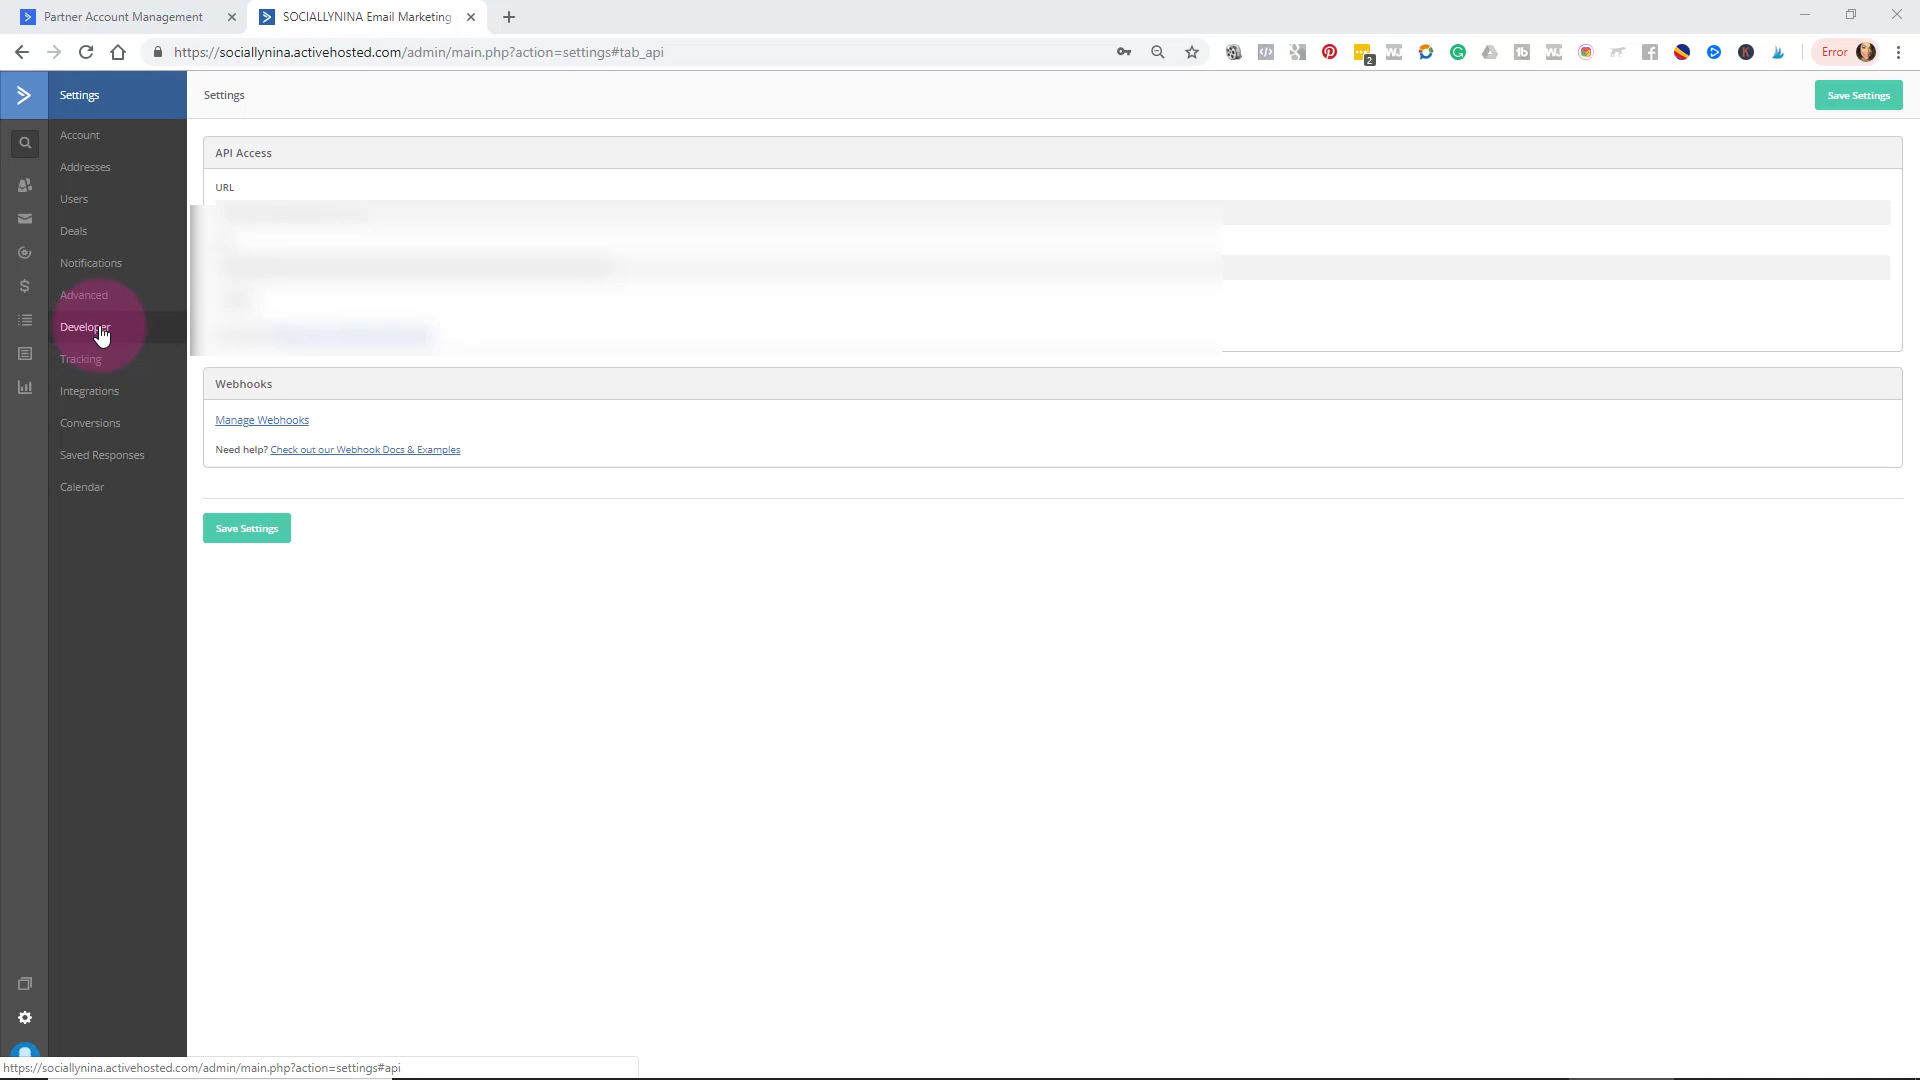 Partner Account Management
SOCIALLYNINA Email Marketing
https://sociallynina.activehosted.com/admin/main.php?action=settings#tab_api
2
Error
Settings
Settings
Save Settings
Account
Addresses
Users
Deals
Notifications
Advanced
Developer
Tracking
Integrations
Conversions
Saved Responses
Calendar
API Access
URL
Webhooks
Manage Webhooks
Need help? Check out our Webhook Docs & Examples
Save Settings
https://sociallynina.activehosted.com/admin/main.php?action=settings#api